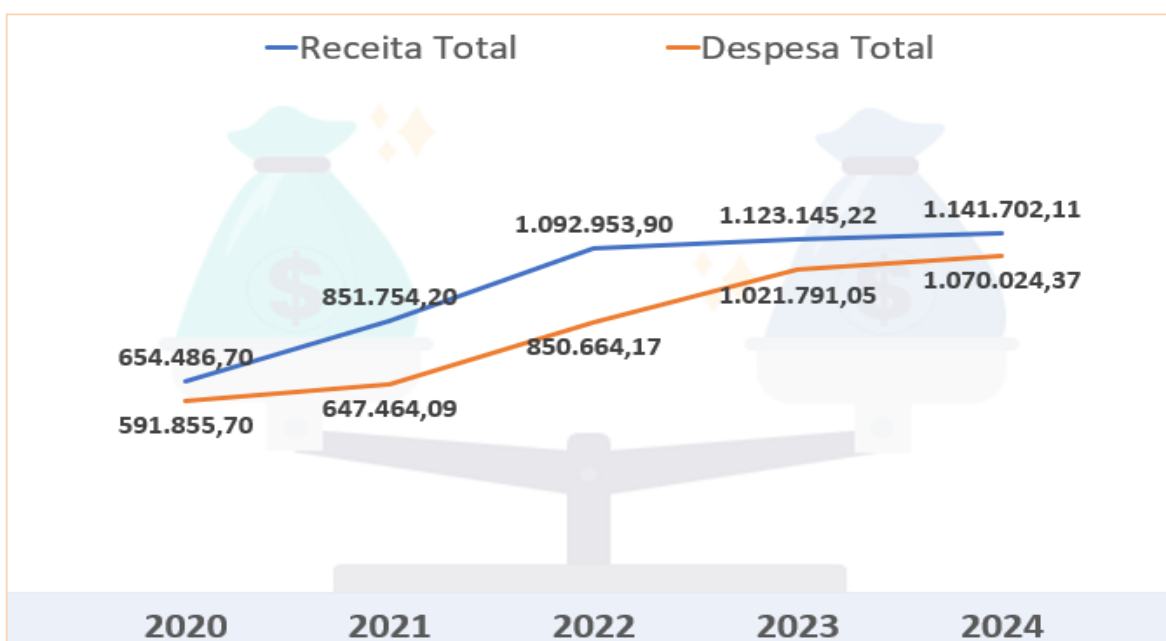 Receita Total Despesa Total
1.092.953,90 1.123.145,22 1.141.702,11
851.754,20 1.021.791,05 1.070.024,37
654.486,70 850.664,17
591.855,70 647.464,09
$ $
2020 2021 2022 2023 2024